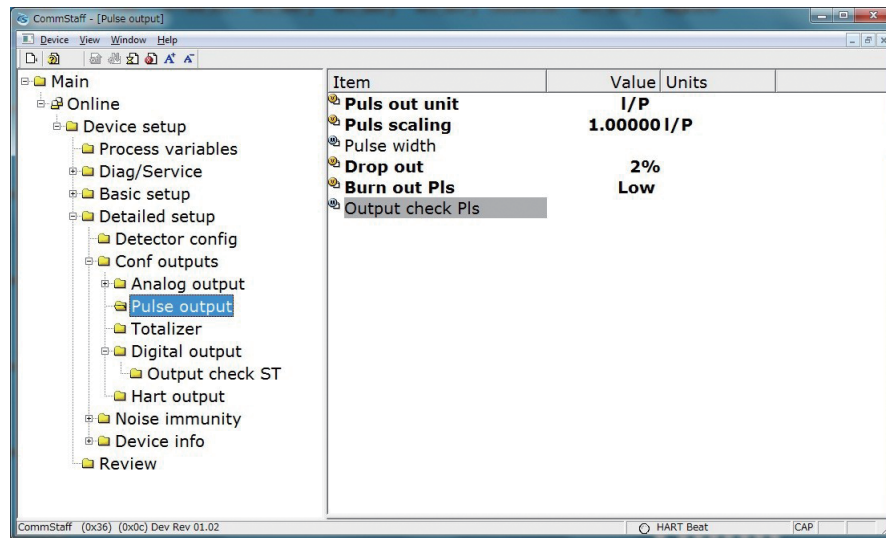 CommStaff - [Pulse output]
Device View Window Help
Main
Online
Device setup
Process variables
Diag/Service
Basic setup
Detailed setup
Detector config
Conf outputs
Analog output
Pulse output
Totalizer
Digital output
Output check ST
Hart output
Noise immunity
Device info
Review
Item Value Units
Puls out unit l/P
Puls scaling 1.00000 l/P
Pulse width
Drop out 2%
Burn out Pls Low
Output check Pls
CommStaff (0x36) (0x0c) Dev Rev 01.02
HART Beat
CAP